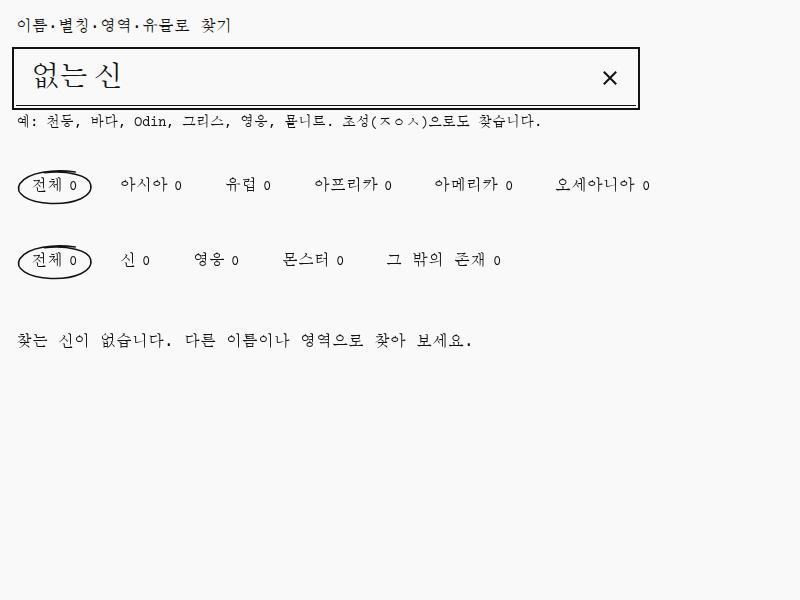 이름·별칭·영역·유물로 찾기
없는 신 ×
예: 천둥, 바다, Odin, 그리스, 영웅, 묠니르. 초성(ㅈㅇㅅ)으로도 찾습니다.
전체 0 아시아 0 유럽 0 아프리카 0 아메리카 0 오세아니아 0
전체 0 신 0 영웅 0 몬스터 0 그 밖의 존재 0
찾는 신이 없습니다. 다른 이름이나 영역으로 찾아 보세요.